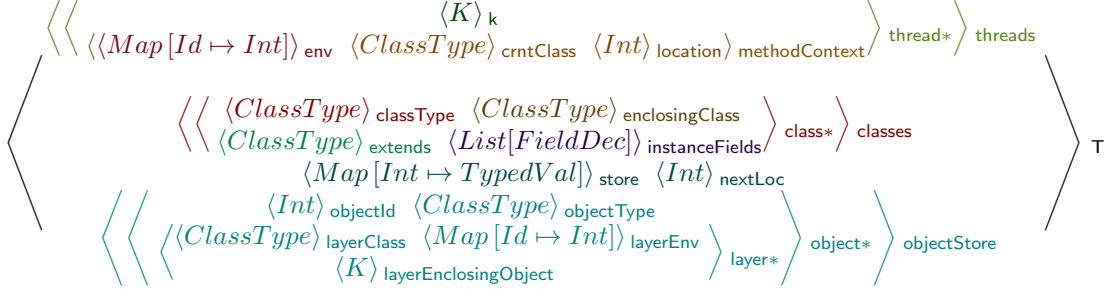 ⟨⟨ ⟨K⟩ k
⟨⟨Map [Id ↦ Int]⟩ env ⟨ClassType⟩ crntClass ⟨Int⟩ location⟩ methodContext ⟩ thread* ⟩ threads
⟨⟨ ⟨ClassType⟩ classType ⟨ClassType⟩ enclosingClass
⟨ClassType⟩ extends ⟨List[FieldDec]⟩ instanceFields ⟩ class* ⟩ classes
⟨Map [Int ↦ TypedVal]⟩ store ⟨Int⟩ nextLoc
⟨Int⟩ objectId ⟨ClassType⟩ objectType
⟨⟨⟨ ⟨ClassType⟩ layerClass ⟨Map [Id ↦ Int]⟩ layerEnv
⟨K⟩ layerEnclosingObject ⟩ layer* ⟩ object* ⟩ objectStore
⟨ ⟩ T